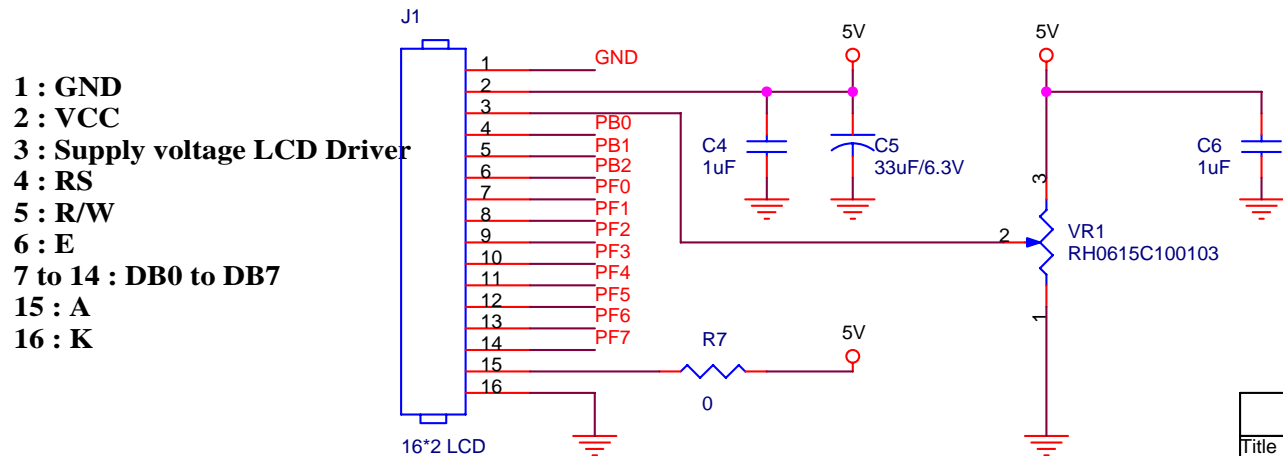 1 : GND
2 : VCC
3 : Supply voltage LCD Driver
4 : RS
5 : R/W
6 : E
7 to 14 : DB0 to DB7
15 : A
16 : K
J1
1
2
3
4
5
6
7
8
9
10
11
12
13
14
15
16
16*2 LCD
GND
PB0
PB1
PB2
PF0
PF1
PF2
PF3
PF4
PF5
PF6
PF7
5V
C4
1uF
C5
33uF/6.3V
R7
0
5V
5V
3
2
1
VR1
RH0615C100103
C6
1uF
Title